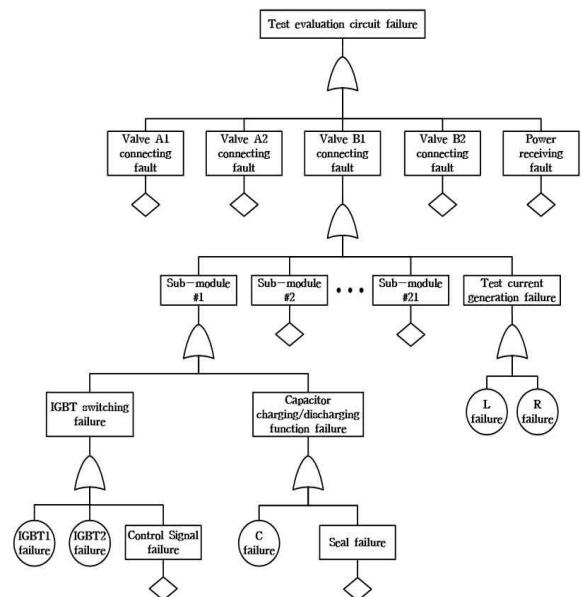 Test evaluation circuit failure
Valve A1
connecting
fault
Valve A2
connecting
fault
Valve B1
connecting
fault
Valve B2
connecting
fault
Power
receiving
fault
Sub-module
#1
Sub-module
#2
Sub-module
#21
Test current
generation failure
IGBT switching
failure
Capacitor
charging/discharging
function failure
L
failure
R
failure
IGBT1
failure
IGBT2
failure
Control Signal
failure
C
failure
Seal failure